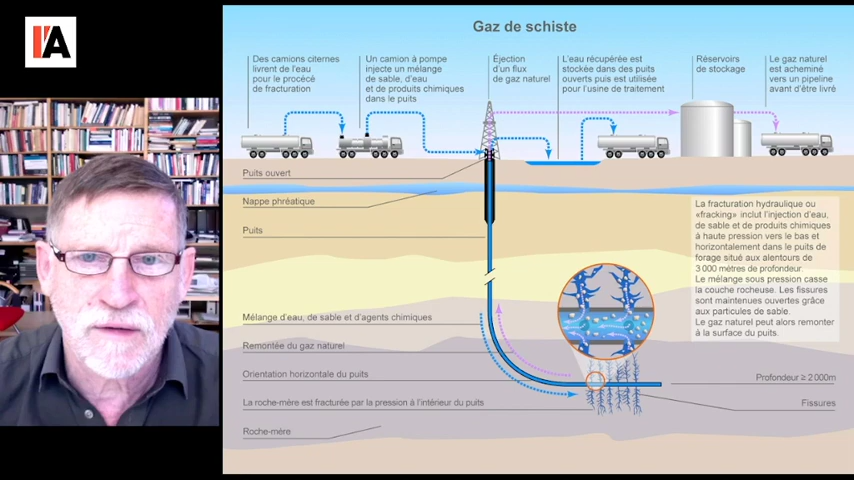 I'A
Gaz de schiste
Des camions citernes
livrent de l'eau
pour le procécé
de fracturation
Un camion à pompe
injecte un mélange
de sable, d'eau
et de produits chimiques
dans le puits
Éjection
d'un flux
de gaz naturel
L'eau récupérée est
stockée dans des puits
ouverts puis est utilisée
pour l'usine de traitement
Réservoirs
de stockage
Le gaz naturel
est acheminé
vers un pipeline
avant d'être livré
Puits ouvert
Nappe phréatique
Puits
La fracturation hydraulique ou
«fracking» inclut l'injection d'eau,
de sable et de produits chimiques
à haute pression vers le bas et
horizontalement dans le puits de
forage situé aux alentours de
3 000 mètres de profondeur.
Le mélange sous pression casse
la couche rocheuse. Les fissures
sont maintenues ouvertes grâce
aux particules de sable.
Le gaz naturel peut alors remonter
à la surface du puits.
Mélange d'eau, de sable et d'agents chimiques
Remontée du gaz naturel
Orientation horizontale du puits
La roche-mère est fracturée par la pression à l'intérieur du puits
Roche-mère
Profondeur ≥ 2 000m
Fissures